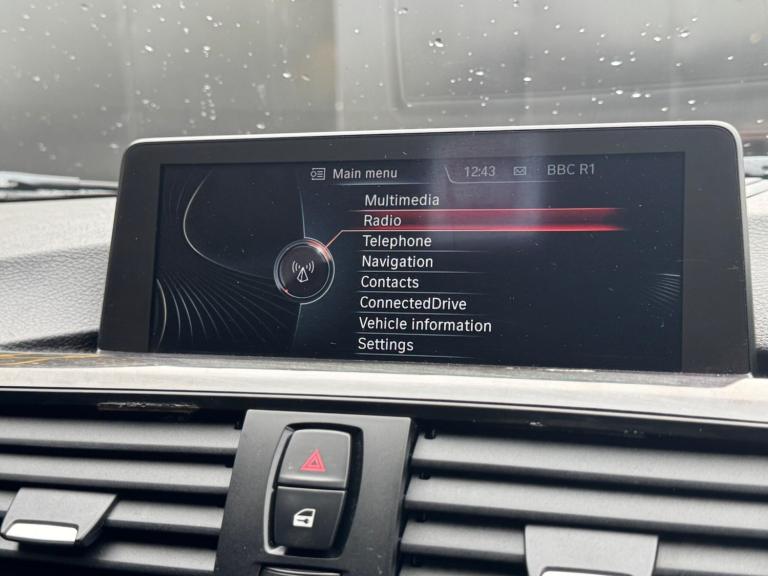 Main menu 12:43 BBC R1
Multimedia
Radio
Telephone
Navigation
Contacts
ConnectedDrive
Vehicle information
Settings